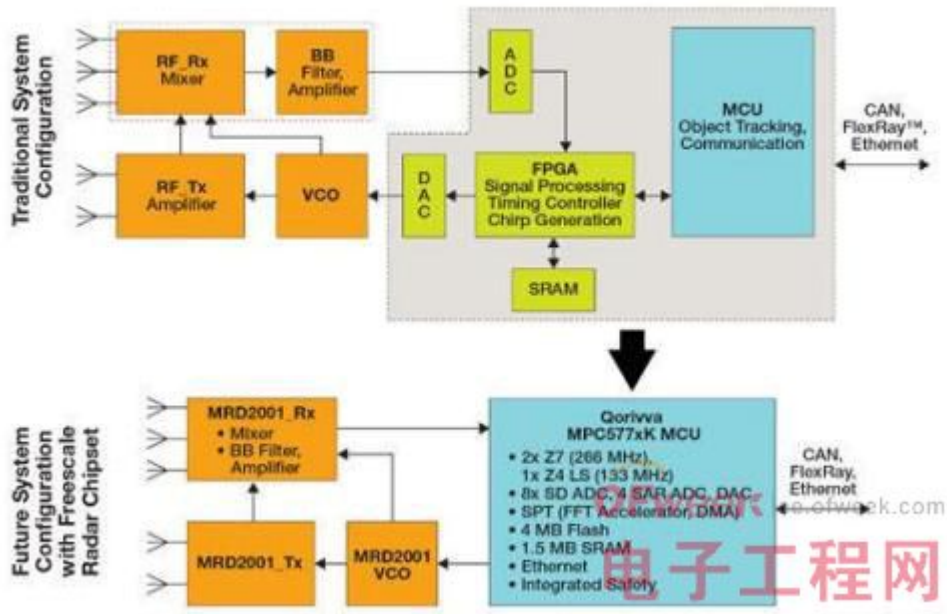 Traditional System
Configuration
RF_Rx
Mixer
BB
Filter,
Amplifier
A
D
C
MCU
Object Tracking,
Communication
CAN,
FlexRay™,
Ethernet
RF_Tx
Amplifier
VCO
D
A
C
FPGA
Signal Processing
Timing Controller
Chirp Generation
SRAM
Future System
Configuration
with Freescale
Radar Chipset
MRD2001_Rx
• Mixer
• BB Filter,
Amplifier
MRD2001_Tx
MRD2001
VCO
Qorivva
MPC577xK MCU
• 2x Z7 (266 MHz),
1x Z4 LS (133 MHz)
• 8x SD ADC, 4 SAR ADC, DAC
• SPT (FFT Accelerator, DMA)
• 4 MB Flash
• 1.5 MB SRAM
• Ethernet
• Integrated Safety
CAN,
FlexRay,
Ethernet
OFweek
ee.ofweek.com
电子工程网